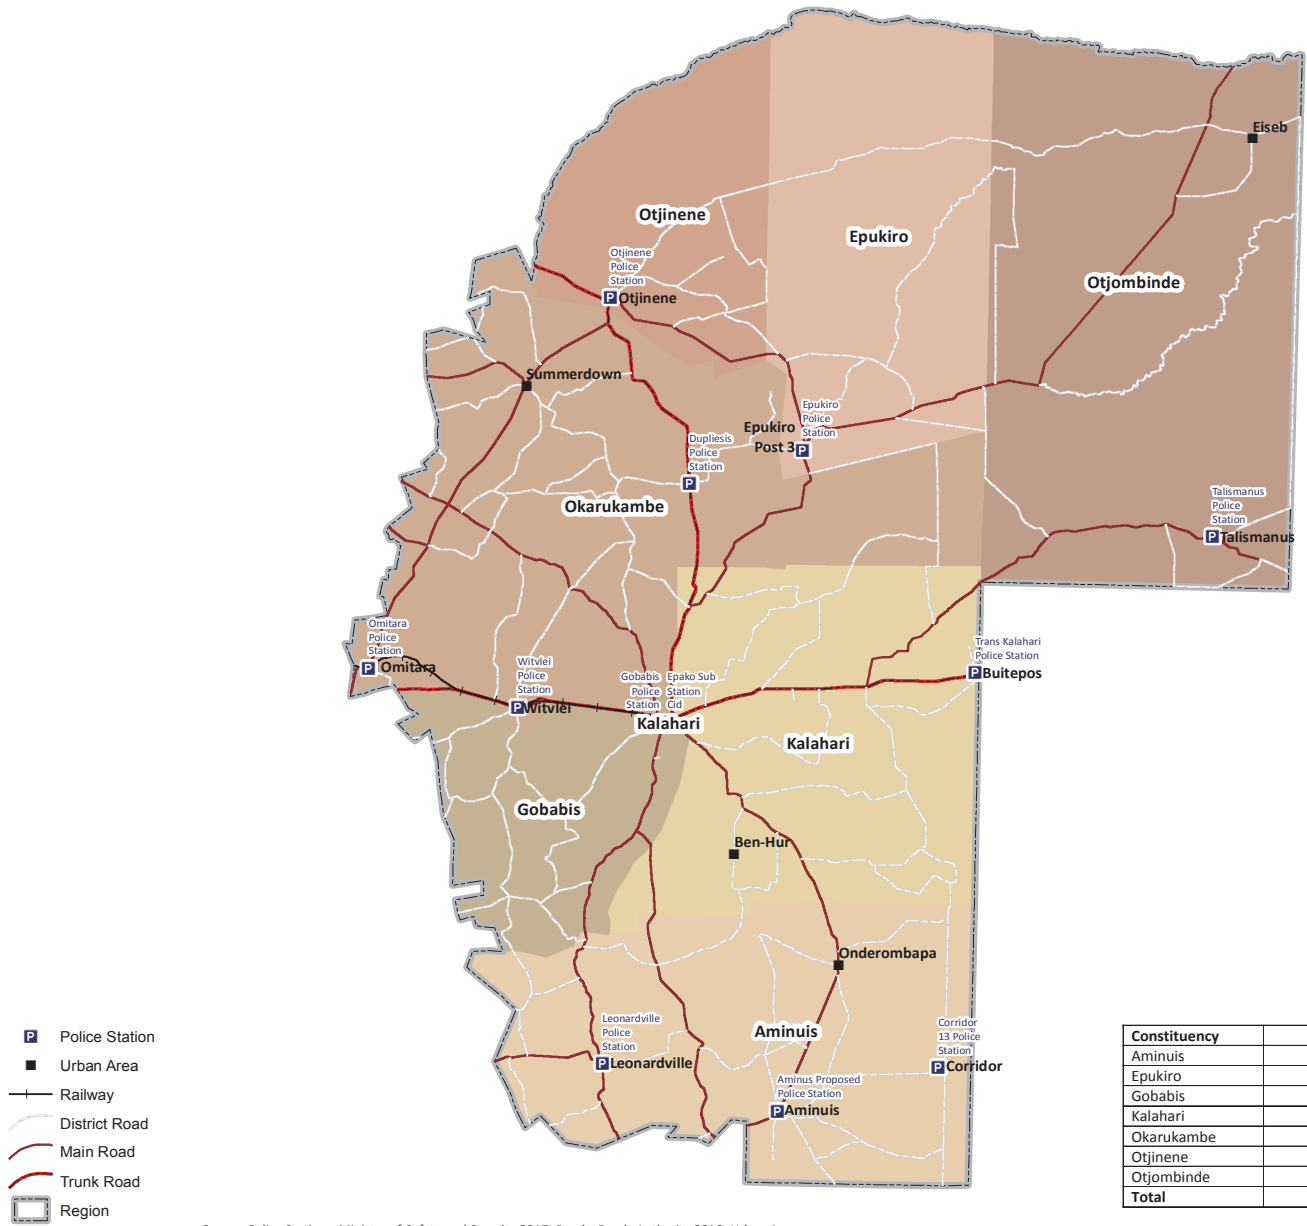 Eiseb
Otjinene
Epukiro
Otjinene
Police
Station
Otjombinde
Otjinene
Summerdown
Epukiro
Police
Station
Epukiro
Post 3
Dupliesis
Police
Station
Okarukambe
Talismanus
Police
Station
Talismanus
Omitara
Police
Station
Omitara
Witvlei
Police
Station
Witvlei
Gobabis
Police
Station
Epako Sub
Station
Cid
Trans Kalahari
Police Station
Buitepos
Kalahari
Kalahari
Gobabis
Ben-Hur
Onderombapa
Leonardville
Police
Station
Leonardville
Aminuis
Corridor
13 Police
Station
Corridor
Aminus Proposed
Police Station
Aminuis
P Police Station
Urban Area
Railway
District Road
Main Road
Trunk Road
Region
Constituency
Aminuis
Epukiro
Gobabis
Kalahari
Okarukambe
Otjinene
Otjombinde
Total